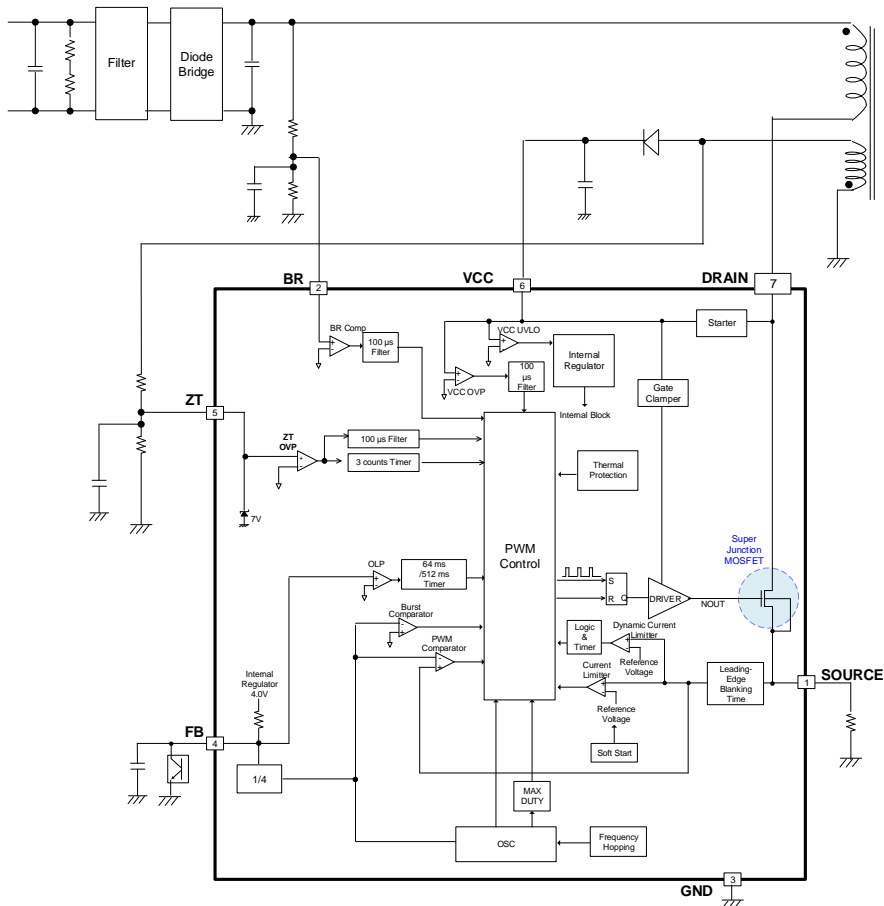 Filter
Diode
Bridge
BR
VCC
DRAIN
2
6
7
BR Comp
100 µs
Filter
VCC UVLO
VCC OVP
100
µs
Filter
Internal
Regulator
Internal Block
Starter
Gate
Clamper
ZT
5
ZT
OVP
100 µs Filter
3 counts Timer
7V
Thermal
Protection
PWM
Control
Super
Junction
MOSFET
OLP
64 ms
/512 ms
Timer
S
R
Q
DRIVER
NOUT
Burst
Comparator
PWM
Comparator
Logic
&
Timer
Dynamic Current
Limitter
Reference
Voltage
Current
Limitter
Reference
Voltage
Leading-
Edge
Blanking
Time
SOURCE
1
Internal
Regulator
4.0V
FB
4
1/4
Soft Start
MAX
DUTY
OSC
Frequency
Hopping
3
GND
+
-
+
-
+
-
+
-
+
-
-
+
-
+
+
-
+
-